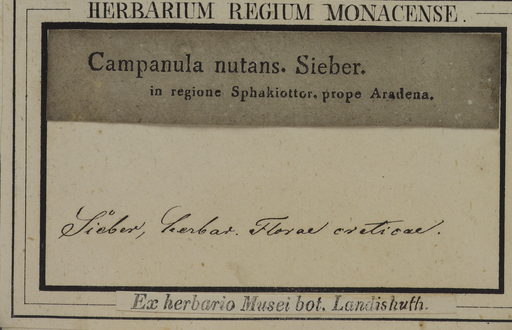 HERBARIUM REGIUM MONACENSE.
Campanula nutans. Sieber.
in regione Sphakiottor. prope Aradena.
Sieber, herbar. Florae creticae.
Ex herbario Musei bot. Landishuth.